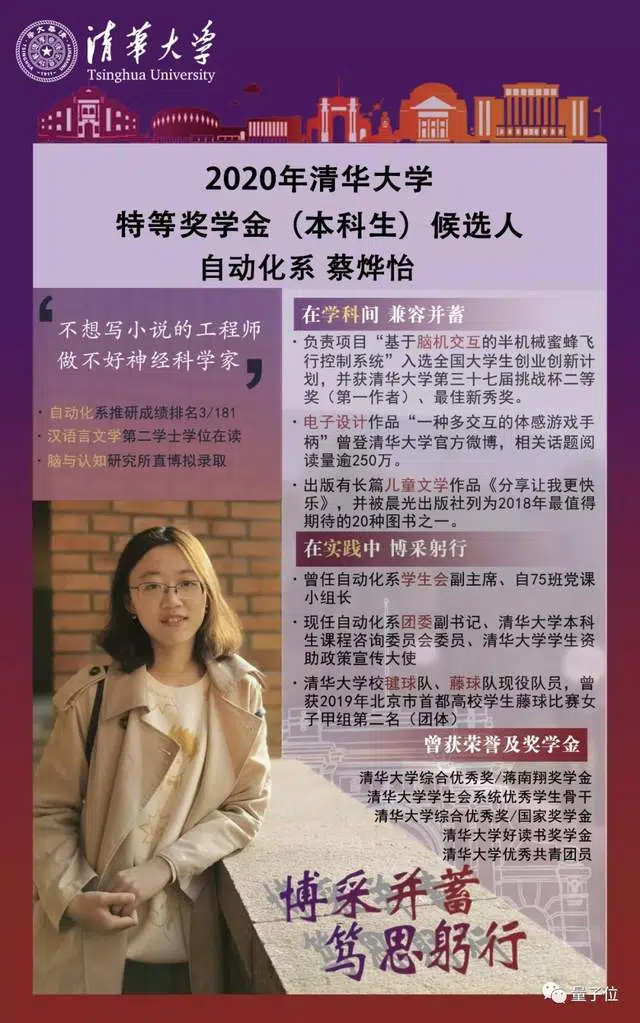 清华大学
Tsinghua University
2020年清华大学
特等奖学金（本科生）候选人
自动化系 蔡烨怡
‘
不想写小说的工程师
做不好神经科学家
’
· 自动化系推研成绩排名3/181
· 汉语言文学第二学士学位在读
· 脑与认知研究所直博拟录取
在学科间 兼容并蓄
· 负责项目“基于脑机交互的半机械蜜蜂飞
行控制系统”入选全国大学生创业创新计
划，并获清华大学第三十七届挑战杯二等
奖（第一作者）、最佳新秀奖。
· 电子设计作品“一种多交互的体感游戏手
柄”曾登清华大学官方微博，相关话题阅
读量逾250万。
· 出版有长篇儿童文学作品《分享让我更快
乐》，并被晨光出版社列为2018年最值得
期待的20种图书之一。
在实践中 博采躬行
· 曾任自动化系学生会副主席、自75班党课
小组长
· 现任自动化系团委副书记、清华大学本科
生课程咨询委员会委员、清华大学学生资
助政策宣传大使
· 清华大学校毽球队、藤球队现役队员，曾
获2019年北京市首都高校学生藤球比赛女
子甲组第二名（团体）
曾获荣誉及奖学金
清华大学综合优秀奖/蒋南翔奖学金
清华大学学生会系统优秀学生骨干
清华大学综合优秀奖/国家奖学金
清华大学好读书奖学金
清华大学优秀共青团员
博采并蓄
笃思躬行
量子位